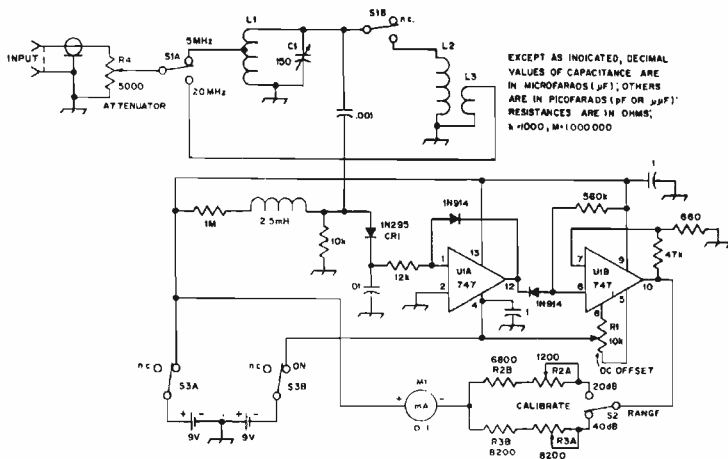 INPUT
R4
5000
ATTENUATOR
S1A
5MHz
20MHz
L1
C1
150
S1B
n.c.
L2
L3
EXCEPT AS INDICATED, DECIMAL
VALUES OF CAPACITANCE ARE
IN MICROFARADS (µF); OTHERS
ARE IN PICOFARADS (pF OR µµF);
RESISTANCES ARE IN OHMS;
k=1000, M=1000000
.001
1M
2.5mH
10k
1N295
CR1
.01
12k
1N914
1
2
13
U1A
747
12
4
.1
1N914
560k
.1
7
6
U1B
747
9
10
5
8
660
47k
R1
10k
DC OFFSET
n.c.
S3A
ON
S3B
+ -
9V
+ -
9V
M1
+ mA -
0-1
6800
R2B
1200
R2A
CALIBRATE
20dB
40dB
S2
RANGE
R3B
8200
R3A
8200